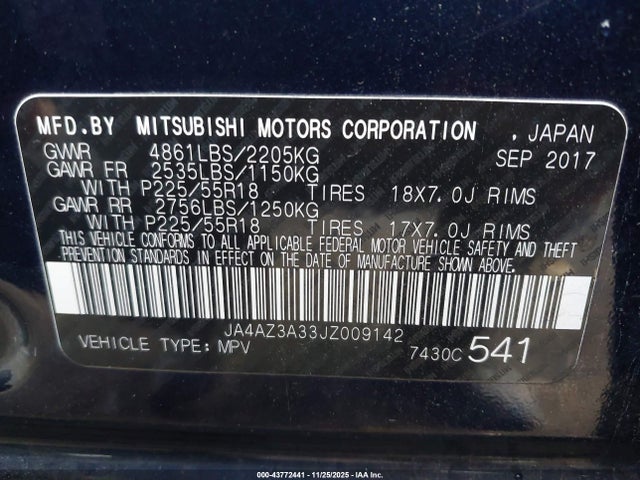 MFD.BY MITSUBISHI MOTORS CORPORATION . JAPAN
GVWR 4861LBS/2205KG SEP 2017
GAWR FR 2535LBS/1150KG
WITH P225/55R18 TIRES 18X7.0J RIMS
GAWR RR 2756LBS/1250KG
WITH P225/55R18 TIRES 17X7.0J RIMS
THIS VEHICLE CONFORMS TO ALL APPLICABLE FEDERAL MOTOR VEHICLE SAFETY AND THEFT
PREVENTION STANDARDS IN EFFECT ON THE DATE OF MANUFACTURE SHOWN ABOVE.
JA4AZ3A33JZ009142
VEHICLE TYPE: MPV 7430C 541
000-43772441 - 11/25/2025 - IAA Inc.